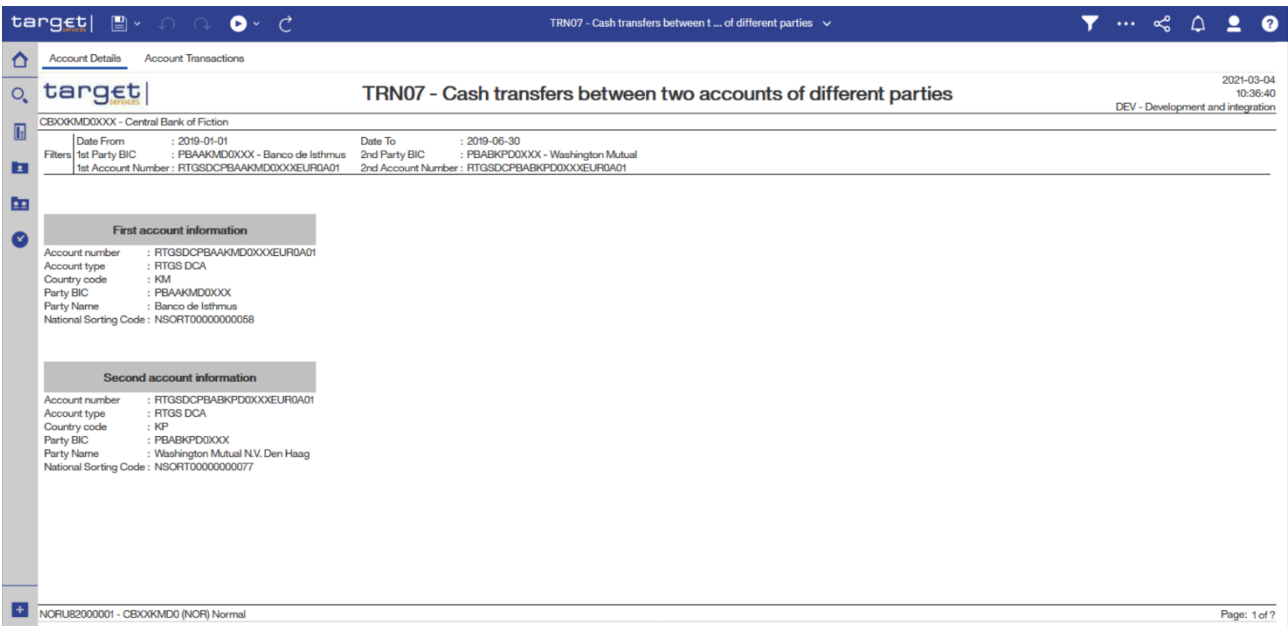 target|
services
TRN07 - Cash transfers between t ... of different parties
Account Details Account Transactions
target|
services
TRN07 - Cash transfers between two accounts of different parties
2021-03-04
10:36:40
DEV - Development and integration
CBXXKMD0XXX - Central Bank of Fiction
Date From : 2019-01-01 Date To : 2019-06-30
Filters 1st Party BIC : PBAAKMD0XXX - Banco de Isthmus 2nd Party BIC : PBABKPD0XXX - Washington Mutual
1st Account Number : RTGSDCPBAAKMD0XXXEUR0A01 2nd Account Number : RTGSDCPBABKPD0XXXEUR0A01
First account information
Account number : RTGSDCPBAAKMD0XXXEUR0A01
Account type : RTGS DCA
Country code : KM
Party BIC : PBAAKMD0XXX
Party Name : Banco de Isthmus
National Sorting Code : NSORT00000000058
Second account information
Account number : RTGSDCPBABKPD0XXXEUR0A01
Account type : RTGS DCA
Country code : KP
Party BIC : PBABKPD0XXX
Party Name : Washington Mutual N.V. Den Haag
National Sorting Code : NSORT00000000077
NORU82000001 - CBXXKMD0 (NOR) Normal
Page: 1 of ?